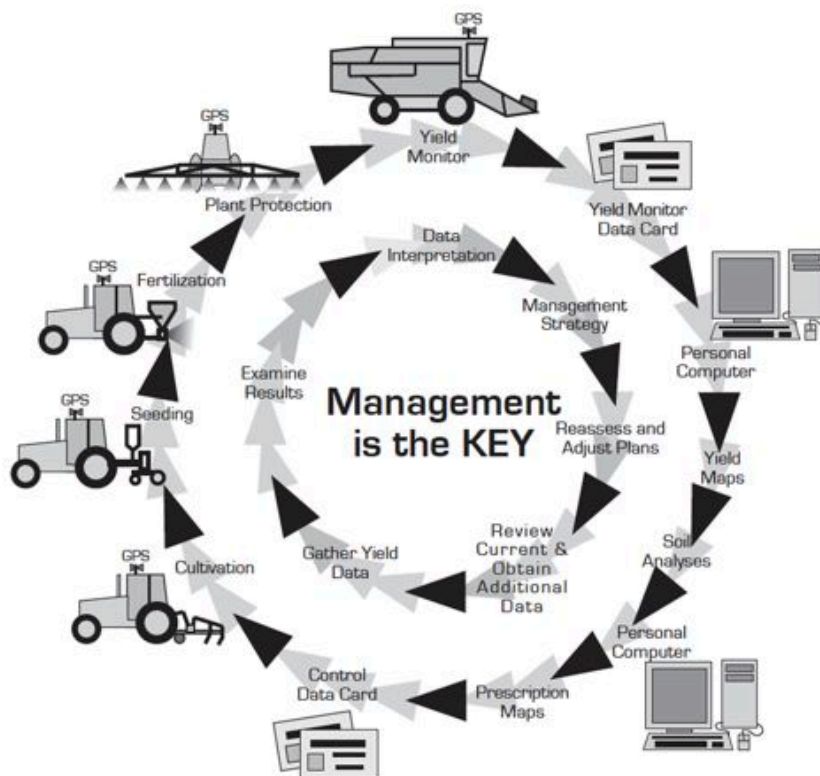 GPS
Yield
Monitor
Yield Monitor
Data Card
Personal
Computer
Yield
Maps
Soil
Analyses
Personal
Computer
Prescription
Maps
Control
Data Card
GPS
Cultivation
GPS
Seeding
GPS
Fertilization
GPS
Plant Protection
Data
Interpretation
Management
Strategy
Reassess and
Adjust Plans
Review
Current &
Obtain
Additional
Data
Gather Yield
Data
Examine
Results
Management
is the KEY